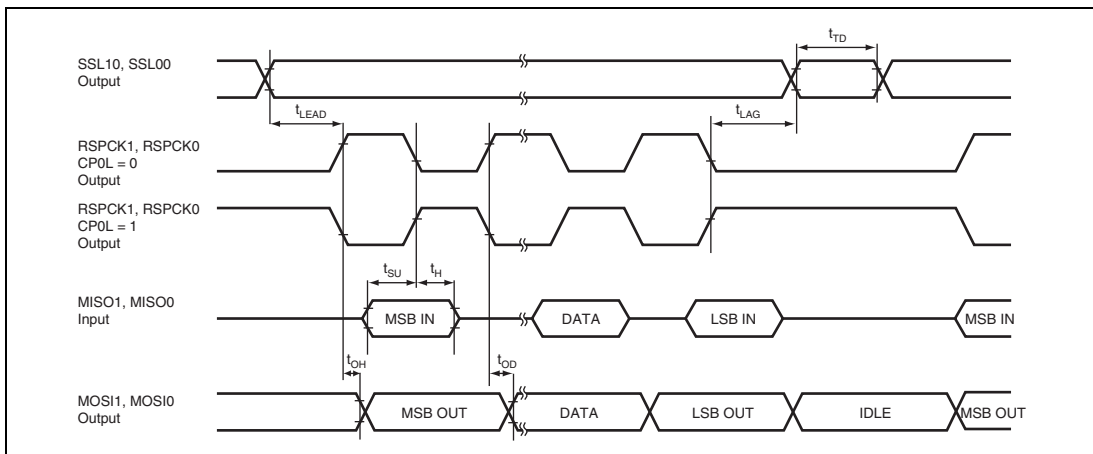 SSL10, SSL00
Output
tTD
tLEAD
tLAG
RSPCK1, RSPCK0
CP0L = 0
Output
RSPCK1, RSPCK0
CP0L = 1
Output
tSU
tH
MISO1, MISO0
Input
MSB IN
DATA
LSB IN
MSB IN
tOH
tOD
MOSI1, MOSI0
Output
MSB OUT
DATA
LSB OUT
IDLE
MSB OUT